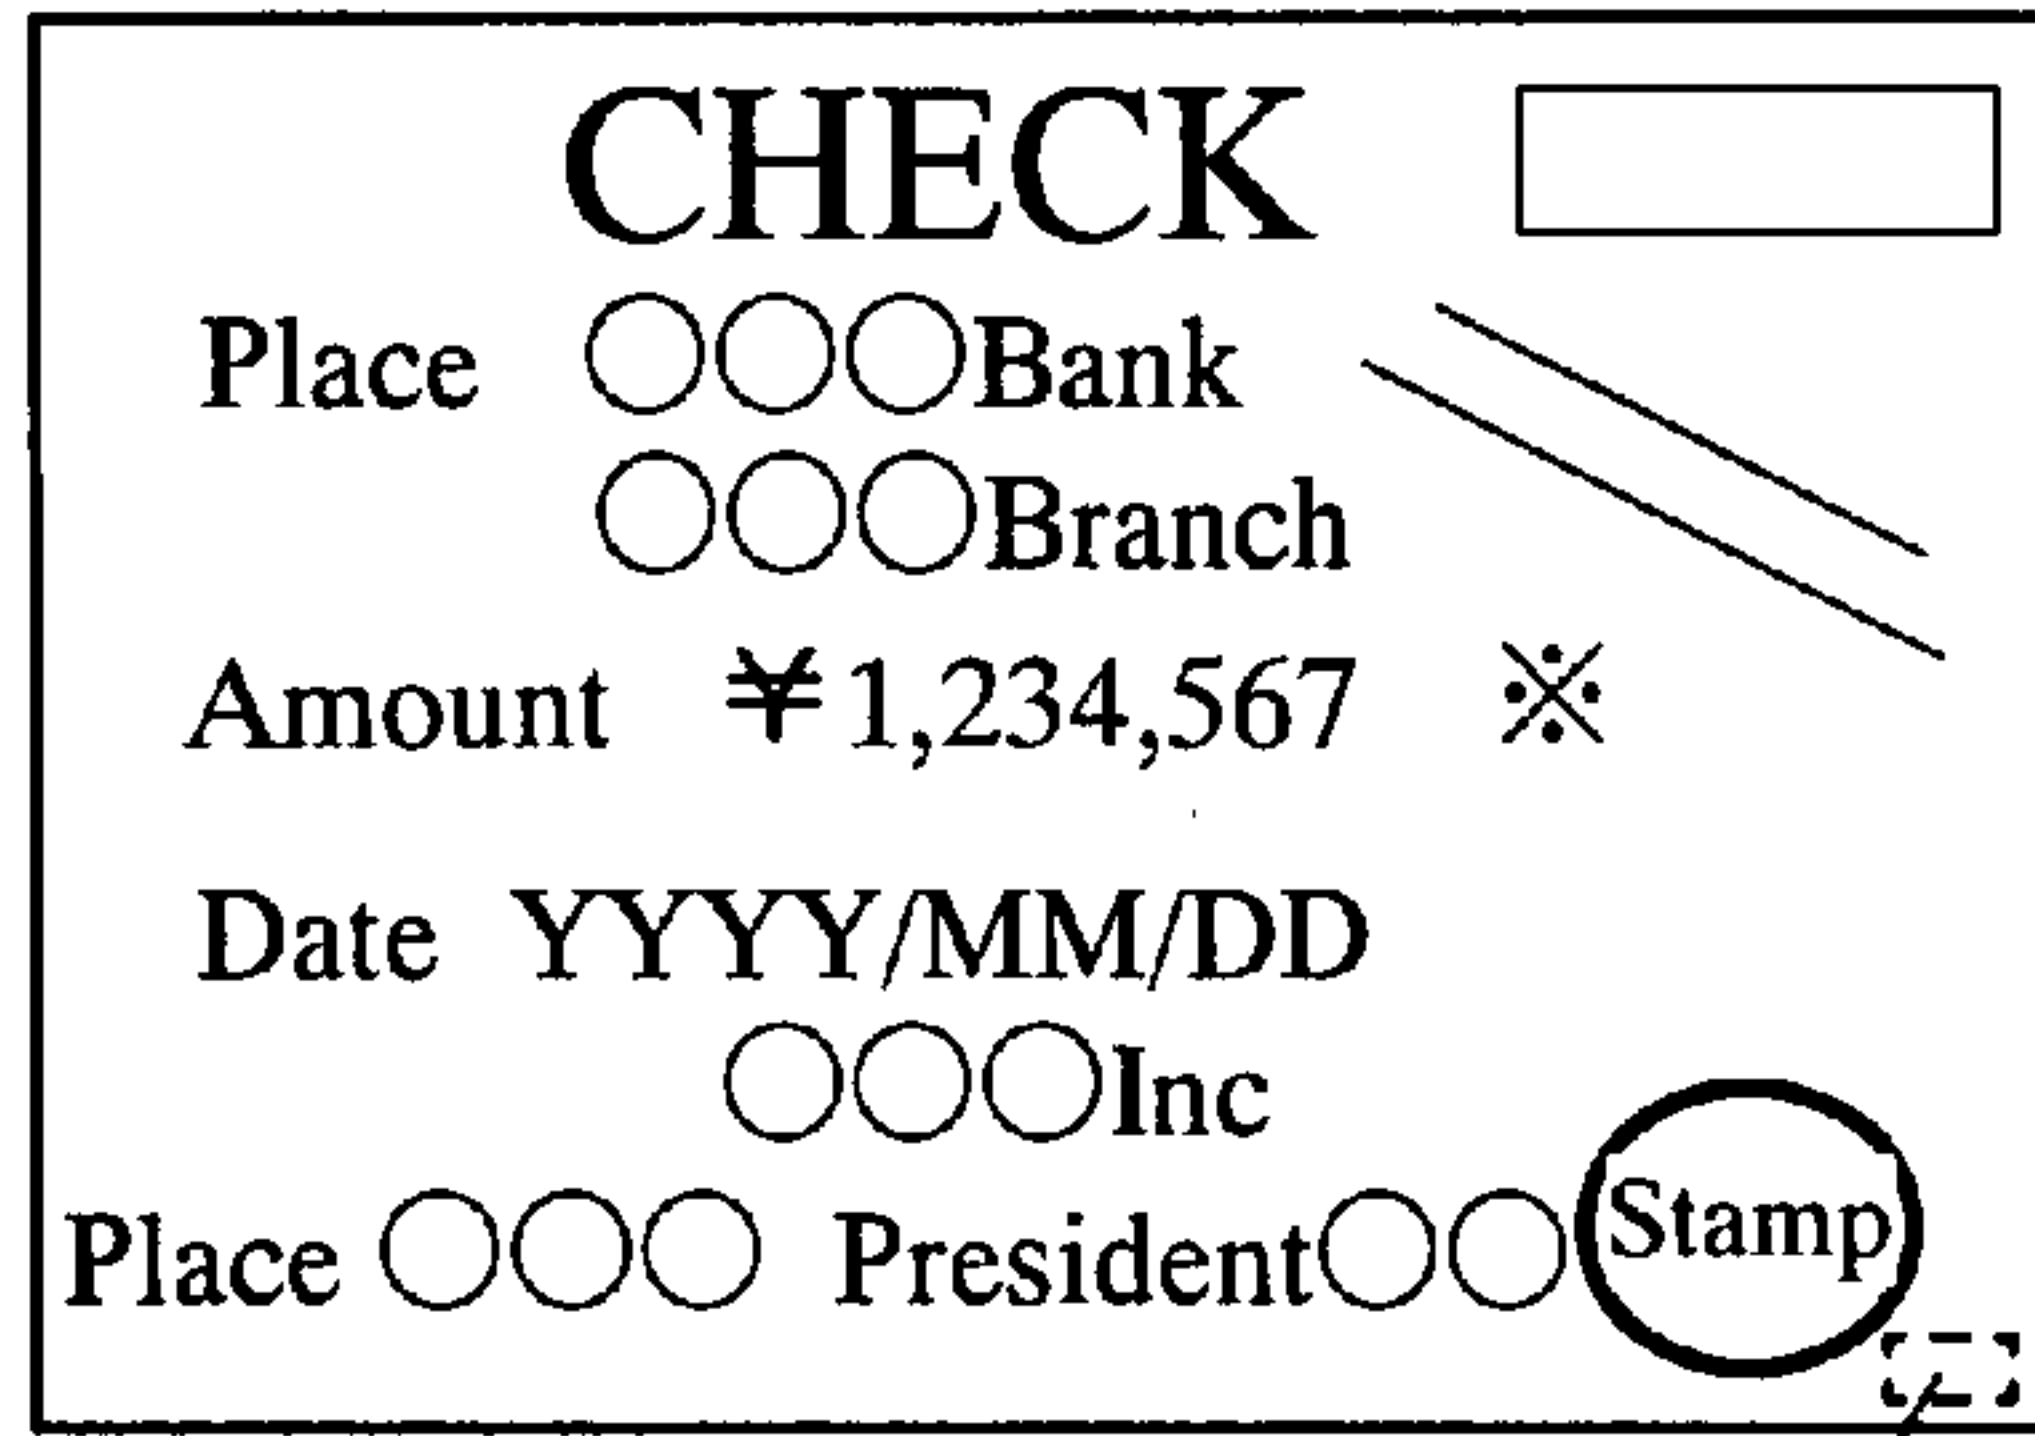 CHECK
Place ○○○Bank
○○○Branch
Amount ¥1,234,567 ※
Date YYYY/MM/DD
○○○Inc
Place ○○○ President○○ Stamp